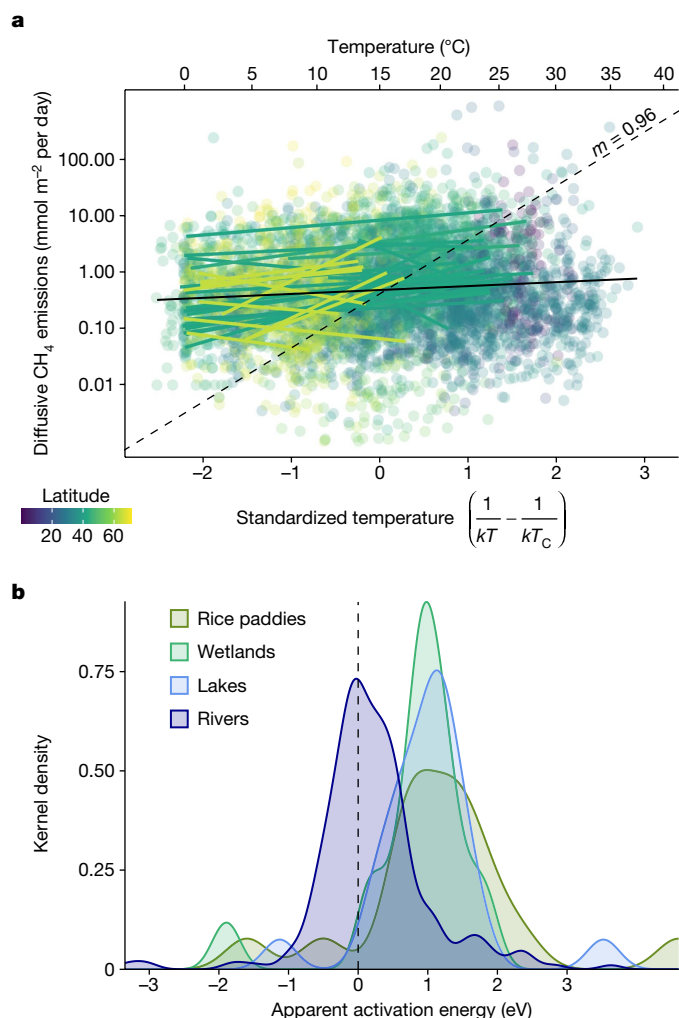 a
Temperature (°C)
0 5 10 15 20 25 30 35 40
m = 0.96
100.00
10.00
1.00
0.10
0.01
Diffusive CH₄ emissions (mmol m⁻² per day)
−2 −1 0 1 2 3
Latitude
20 40 60
Standardized temperature (1/kT − 1/kT_C)
b
Rice paddies
Wetlands
Lakes
Rivers
0.75
0.50
0.25
0
Kernel density
−3 −2 −1 0 1 2 3
Apparent activation energy (eV)